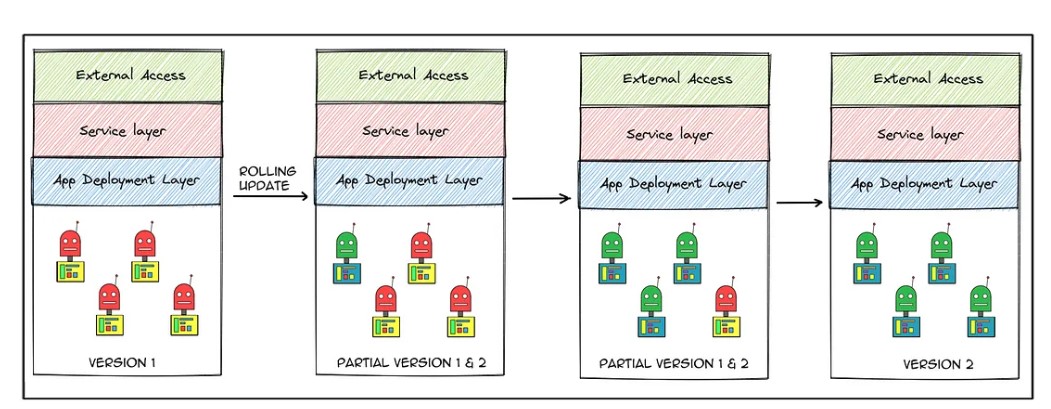 External Access
Service layer
App Deployment Layer
VERSION 1
ROLLING
UPDATE
External Access
Service layer
App Deployment Layer
PARTIAL VERSION 1 & 2
External Access
Service layer
App Deployment Layer
PARTIAL VERSION 1 & 2
External Access
Service layer
App Deployment Layer
VERSION 2